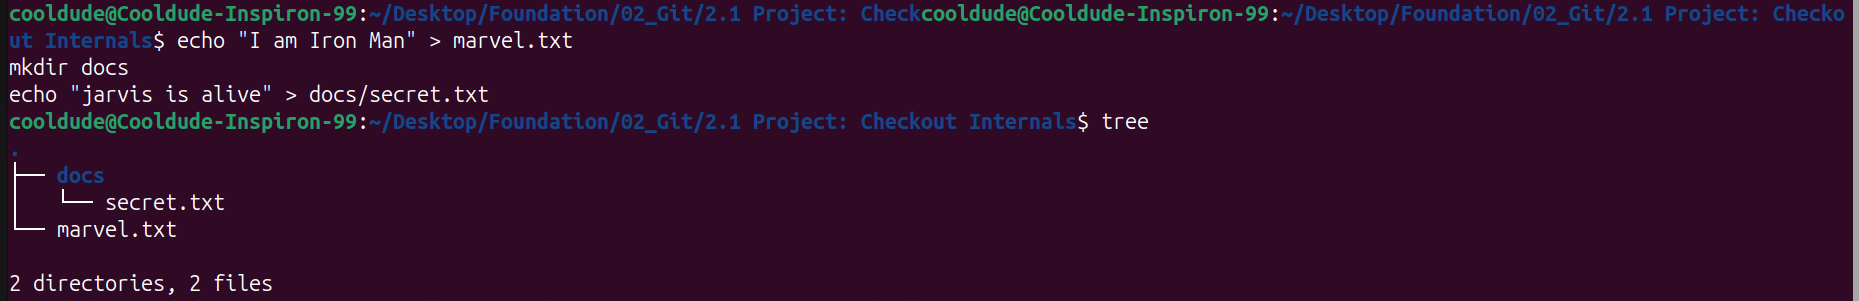 cooldude@Cooldude-Inspiron-99:~/Desktop/Foundation/02_Git/2.1 Project: Checkcooldude@Cooldude-Inspiron-99:~/Desktop/Foundation/02_Git/2.1 Project: Checko
ut Internals$ echo "I am Iron Man" > marvel.txt
mkdir docs
echo "jarvis is alive" > docs/secret.txt
cooldude@Cooldude-Inspiron-99:~/Desktop/Foundation/02_Git/2.1 Project: Checkout Internals$ tree
.
├── docs
│   └── secret.txt
└── marvel.txt
2 directories, 2 files